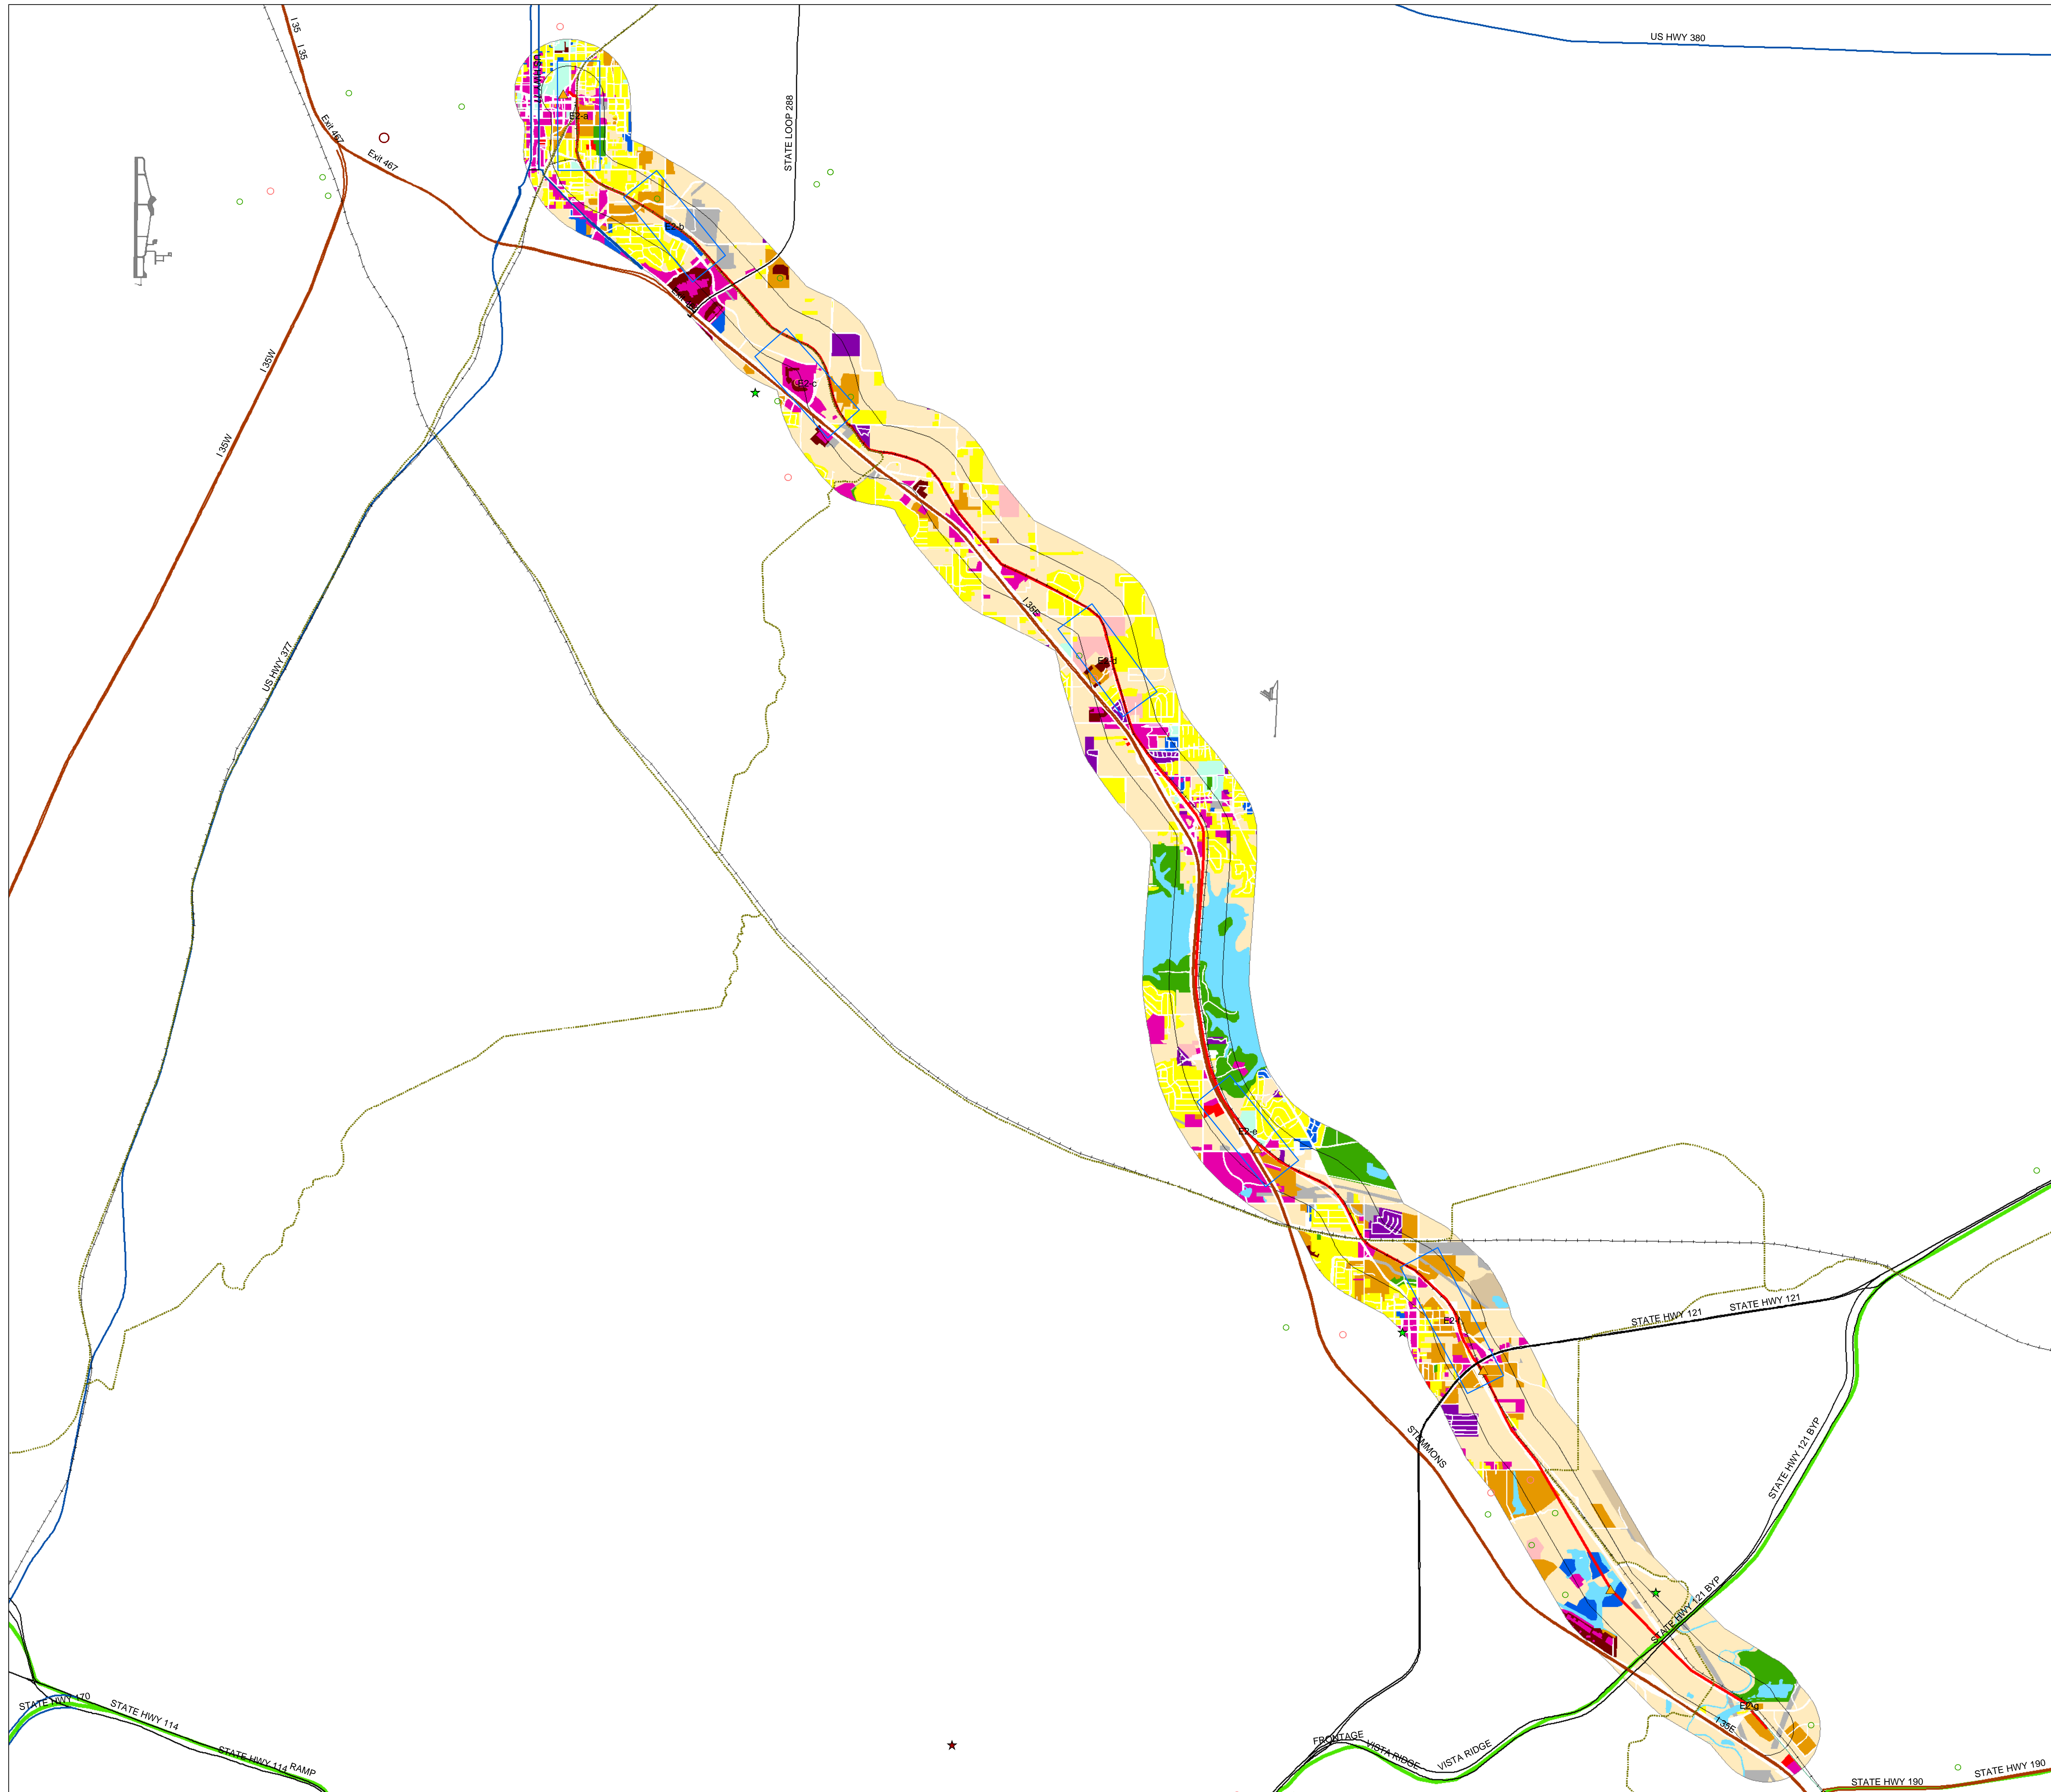 I 35
I 35
US HWY 380
US HWY 77
Exit 467
Exit 467
E2-a
STATE LOOP 288
E2-b
I 35W
E2-c
I 35W
I 35E
US HWY 377
E2-d
E2-e
STATE HWY 121
STATE HWY 121
E2-f
STEMMONS
STATE HWY 121 BYP
STATE HWY 121 BYP
STATE HWY 170
STATE HWY 114
STATE HWY 114
RAMP
E2-g
I 35E
FRONTAGE
VISTA RIDGE
VISTA RIDGE
STATE HWY 190
STATE HWY 190